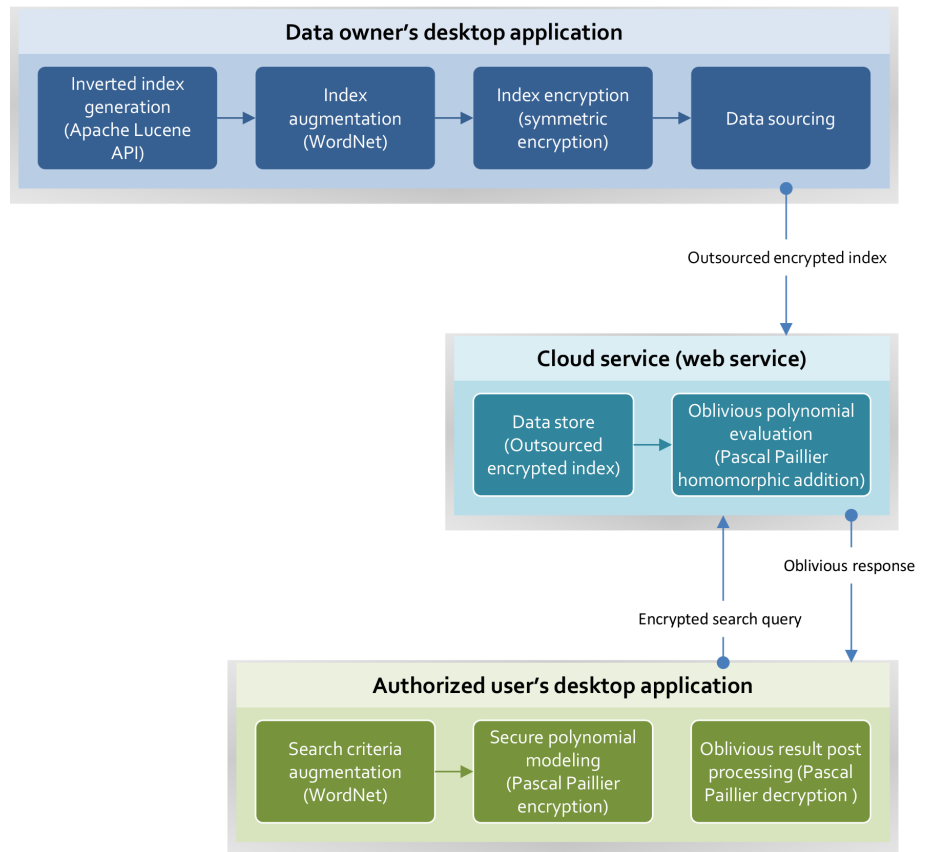 Data owner’s desktop application
Inverted index
generation
(Apache Lucene
API)
Index
augmentation
(WordNet)
Index encryption
(symmetric
encryption)
Data sourcing
Outsourced encrypted index
Cloud service (web service)
Data store
(Outsourced
encrypted index)
Oblivious polynomial
evaluation
(Pascal Paillier
homomorphic addition)
Oblivious response
Encrypted search query
Authorized user’s desktop application
Search criteria
augmentation
(WordNet)
Secure polynomial
modeling
(Pascal Paillier
encryption)
Oblivious result post
processing (Pascal
Paillier decryption )